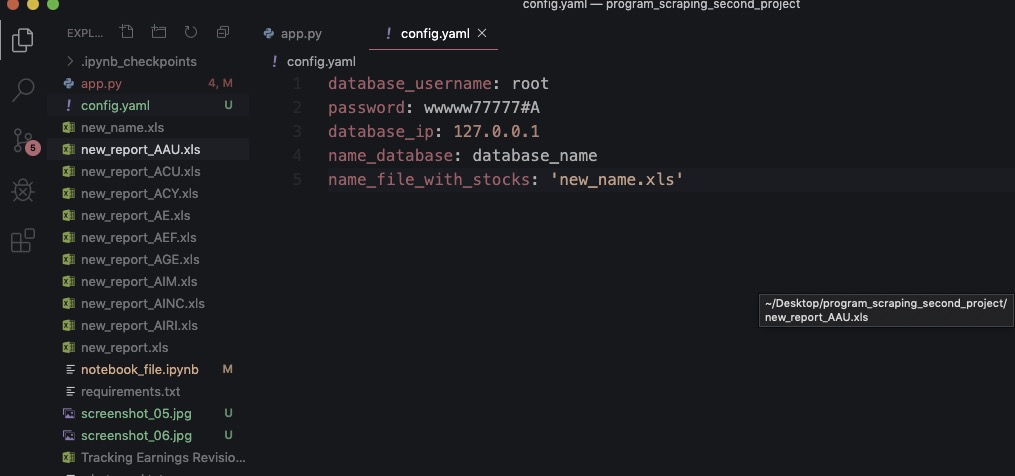 config.yaml — program_scraping_second_project
EXPL...
app.py
! config.yaml ×
.ipynb_checkpoints
app.py 4, M
! config.yaml U
new_name.xls
new_report_AAU.xls
new_report_ACU.xls
new_report_ACY.xls
new_report_AE.xls
new_report_AEF.xls
new_report_AGE.xls
new_report_AIM.xls
new_report_AINC.xls
new_report_AIRI.xls
new_report.xls
notebook_file.ipynb M
requirements.txt
screenshot_05.jpg U
screenshot_06.jpg U
Tracking Earnings Revisio...
5
! config.yaml
1 database_username: root
2 password: wwwww77777#A
3 database_ip: 127.0.0.1
4 name_database: database_name
5 name_file_with_stocks: 'new_name.xls'
~/Desktop/program_scraping_second_project/
new_report_AAU.xls